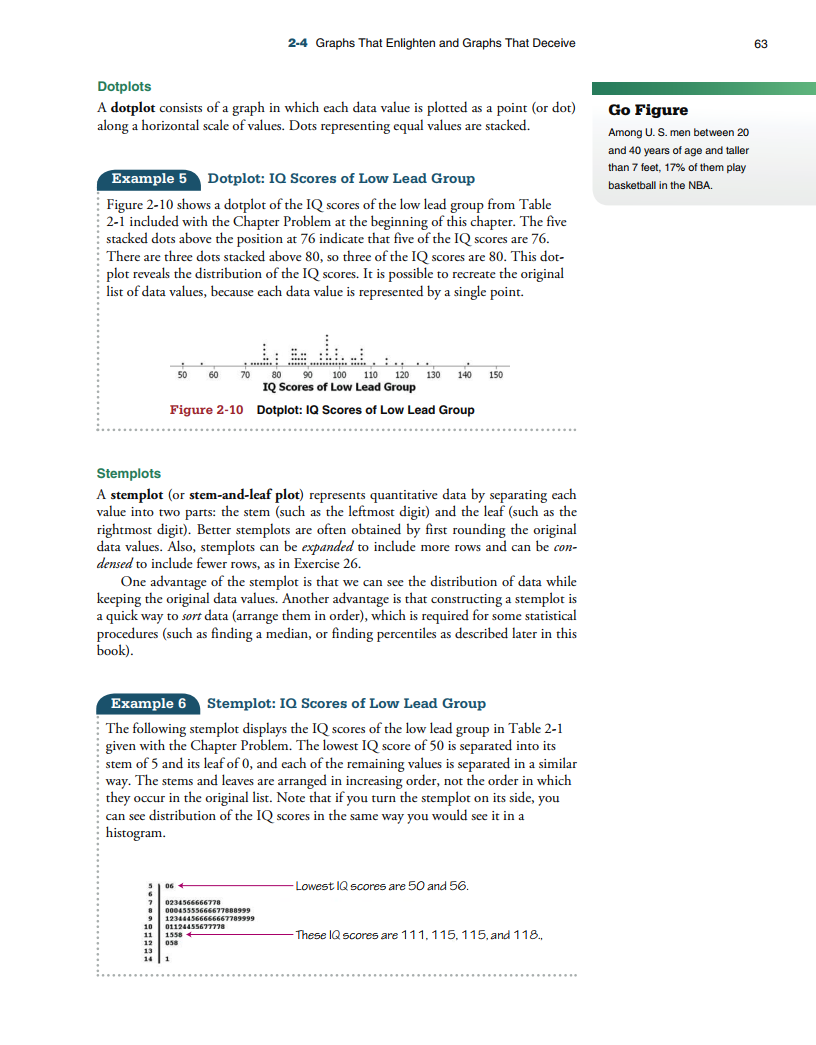 2-4 Graphs That Enlighten and Graphs That Deceive 63
Dotplots
A dotplot consists of a graph in which each data value is plotted as a point (or dot)
along a horizontal scale of values. Dots representing equal values are stacked.
Go Figure
Among U. S. men between 20
and 40 years of age and taller
than 7 feet, 17% of them play
basketball in the NBA.
Example 5 Dotplot: IQ Scores of Low Lead Group
Figure 2-10 shows a dotplot of the IQ scores of the low lead group from Table
2-1 included with the Chapter Problem at the beginning of this chapter. The five
stacked dots above the position at 76 indicate that five of the IQ scores are 76.
There are three dots stacked above 80, so three of the IQ scores are 80. This dot-
plot reveals the distribution of the IQ scores. It is possible to recreate the original
list of data values, because each data value is represented by a single point.
50 60 70 80 90 100 110 120 130 140 150
IQ Scores of Low Lead Group
Figure 2-10 Dotplot: IQ Scores of Low Lead Group
Stemplots
A stemplot (or stem-and-leaf plot) represents quantitative data by separating each
value into two parts: the stem (such as the leftmost digit) and the leaf (such as the
rightmost digit). Better stemplots are often obtained by first rounding the original
data values. Also, stemplots can be expanded to include more rows and can be con-
densed to include fewer rows, as in Exercise 26.
One advantage of the stemplot is that we can see the distribution of data while
keeping the original data values. Another advantage is that constructing a stemplot is
a quick way to sort data (arrange them in order), which is required for some statistical
procedures (such as finding a median, or finding percentiles as described later in this
book).
Example 6 Stemplot: IQ Scores of Low Lead Group
The following stemplot displays the IQ scores of the low lead group in Table 2-1
given with the Chapter Problem. The lowest IQ score of 50 is separated into its
stem of 5 and its leaf of 0, and each of the remaining values is separated in a similar
way. The stems and leaves are arranged in increasing order, not the order in which
they occur in the original list. Note that if you turn the stemplot on its side, you
can see distribution of the IQ scores in the same way you would see it in a
histogram.
5 06 Lowest IQ scores are 50 and 56.
6
7 0234566666778
8 00045555666677888999
9 123444566666667789999
10 01124455677778
11 1558 These IQ scores are 111, 115, 115, and 118.,
12 058
13
14 1